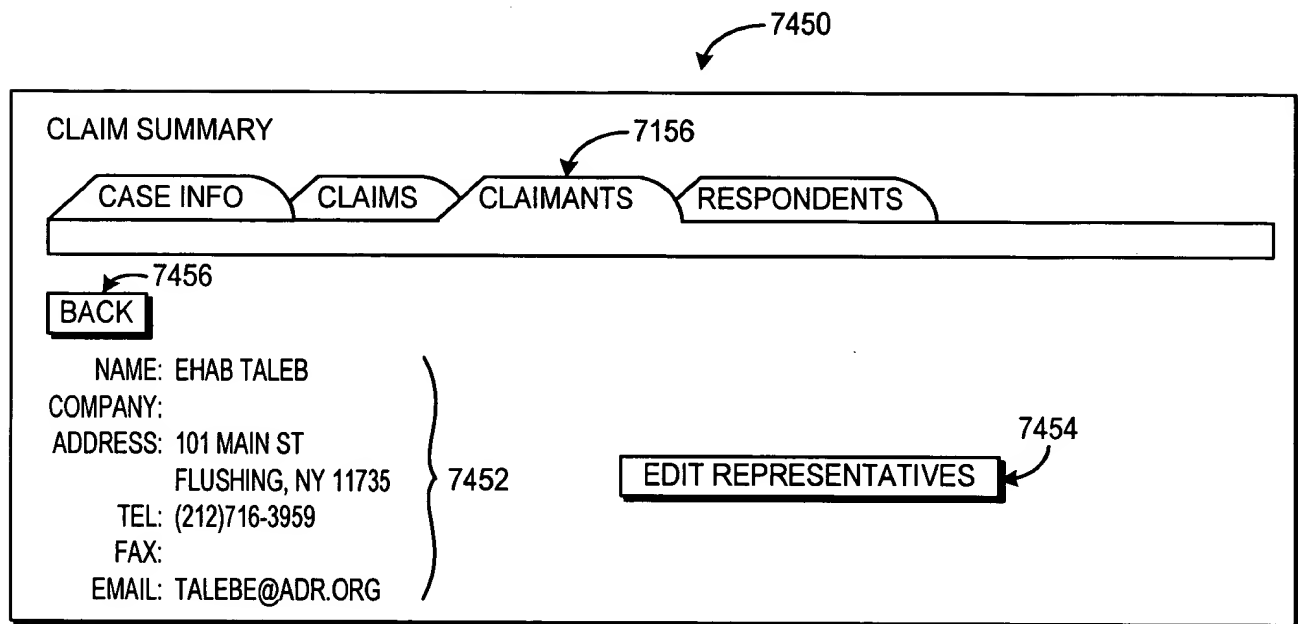 7450
CLAIM SUMMARY
7156
CASE INFO CLAIMS CLAIMANTS RESPONDENTS
7456
BACK
NAME: EHAB TALEB
COMPANY:
ADDRESS: 101 MAIN ST
7454
FLUSHING, NY 11735 7452 EDIT REPRESENTATIVES
TEL: (212)716-3959
FAX:
EMAIL: TALEBE@ADR.ORG